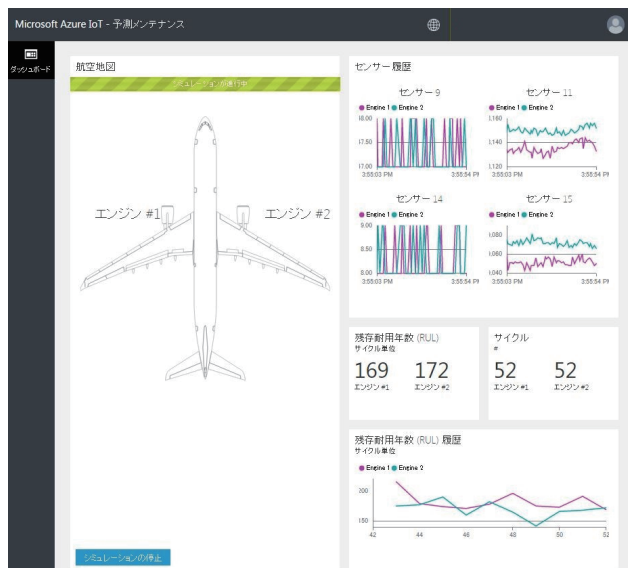 Microsoft Azure IoT - 予測メンテナンス
ダッシュボード
航空地図
シミュレーションが進行中
エンジン #1
エンジン #2
シミュレーションの停止
センサー履歴
センサー 9
Engine 1 Engine 2
18.00
17.50
17.00
3:55:03 PM
3:55:54 PM
センサー 11
Engine 1 Engine 2
1,160
1,140
1,120
3:55:03 PM
3:55:54 PM
センサー 14
Engine 1 Engine 2
9.00
8.50
8.00
3:55:03 PM
3:55:54 PM
センサー 15
Engine 1 Engine 2
1.080
1.060
1.040
3:55:03 PM
3:55:54 PM
残存耐用年数 (RUL)
サイクル単位
169 172
エンジン #1 エンジン #2
サイクル
#
52 52
エンジン #1 エンジン #2
残存耐用年数 (RUL) 履歴
サイクル単位
Engine 1 Engine 2
200
150
42 44 46 48 50 52